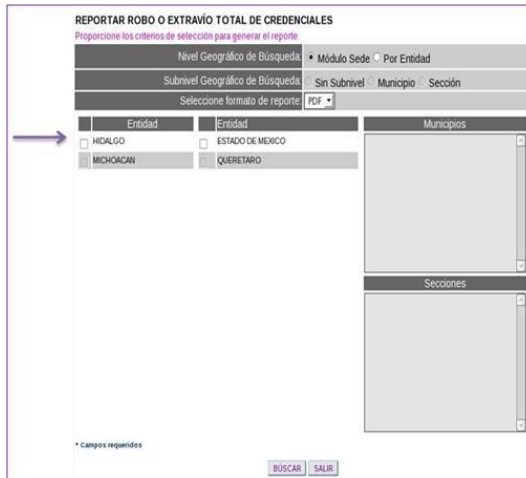 REPORTAR ROBO O EXTRAVÍO TOTAL DE CREDENCIALES
Proporcione los criterios de selección para generar el reporte.
Nivel Geográfico de Búsqueda: Módulo Sede Por Entidad
Subnivel Geográfico de Búsqueda: Sin Subnivel Municipio Sección
Seleccione formato de reporte: PDF
Entidad Entidad Municipios
HIDALGO ESTADO DE MEXICO
MICHOACAN QUERETARO
Secciones
* Campos requeridos
BÚSCAR SALIR